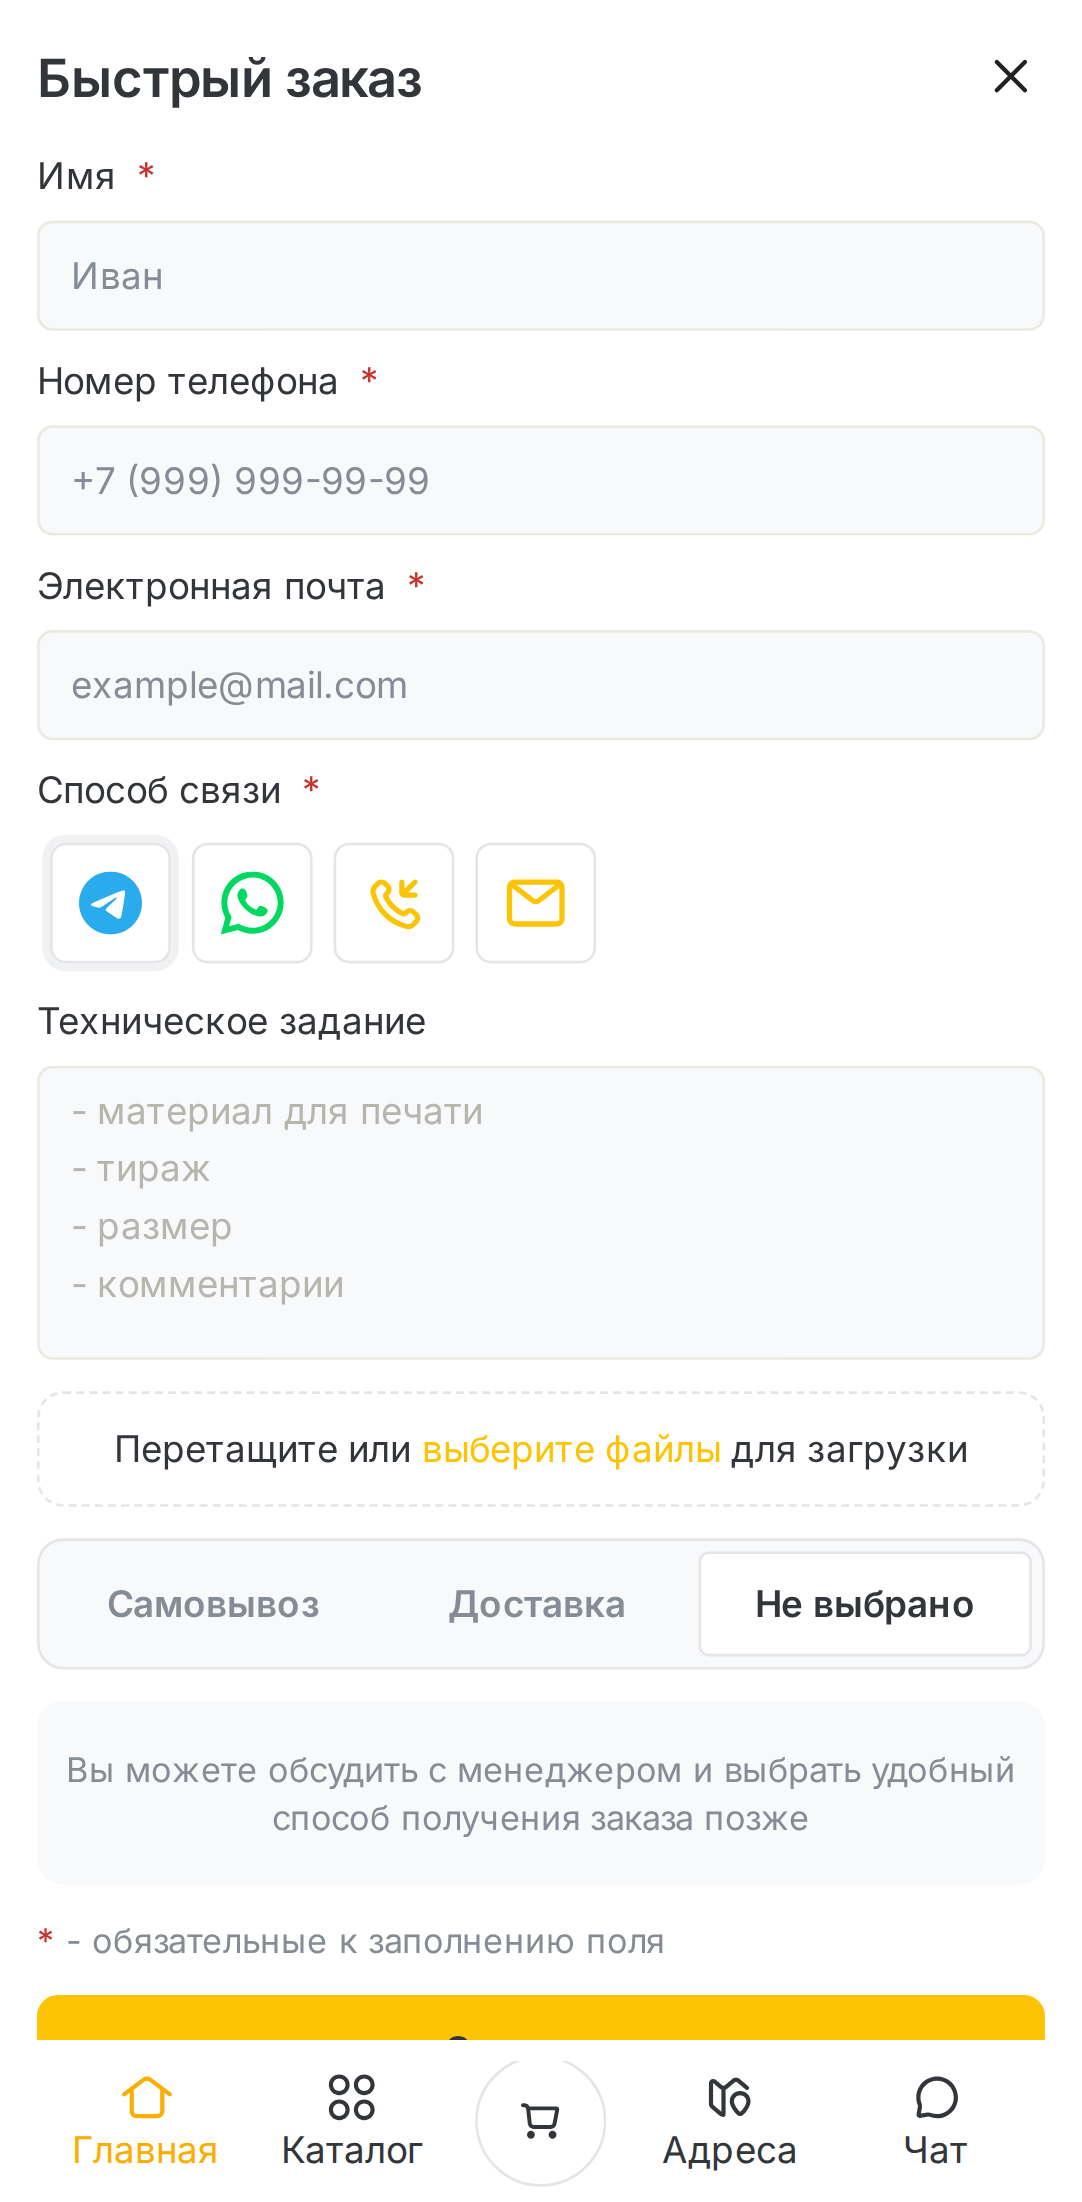 Быстрый заказ
Имя *
Иван
Номер телефона *
+7 (999) 999-99-99
Электронная почта *
example@mail.com
Способ связи *
Техническое задание
- материал для печати
- тираж
- размер
- комментарии
Перетащите или выберите файлы для загрузки
Самовывоз Доставка Не выбрано
Вы можете обсудить с менеджером и выбрать удобный
способ получения заказа позже
* - обязательные к заполнению поля
Главная Каталог Адреса Чат